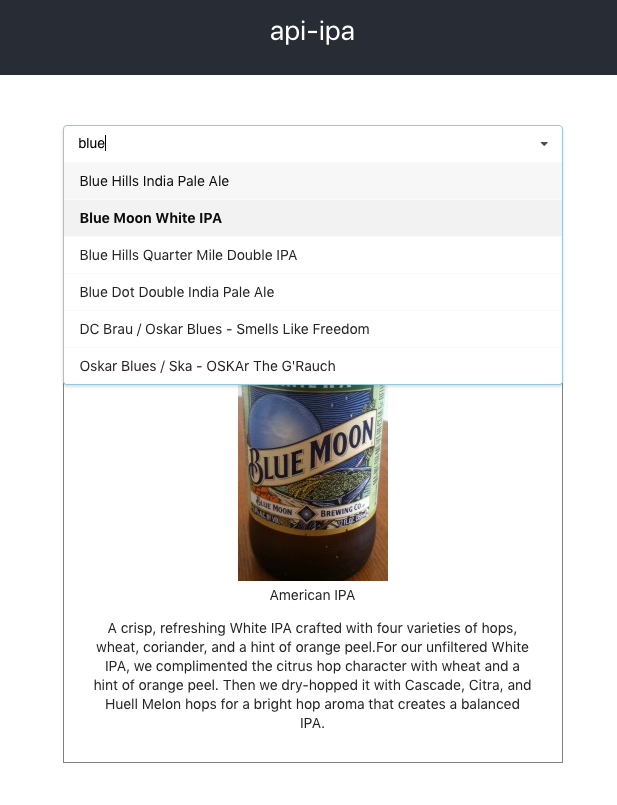 api-ipa
blue
Blue Hills India Pale Ale
Blue Moon White IPA
Blue Hills Quarter Mile Double IPA
Blue Dot Double India Pale Ale
DC Brau / Oskar Blues - Smells Like Freedom
Oskar Blues / Ska - OSKAr The G'Rauch
BLUE MOON
BLUE MOON BREWING CO.
American IPA
A crisp, refreshing White IPA crafted with four varieties of hops,
wheat, coriander, and a hint of orange peel.For our unfiltered White
IPA, we complimented the citrus hop character with wheat and a
hint of orange peel. Then we dry-hopped it with Cascade, Citra, and
Huell Melon hops for a bright hop aroma that creates a balanced
IPA.